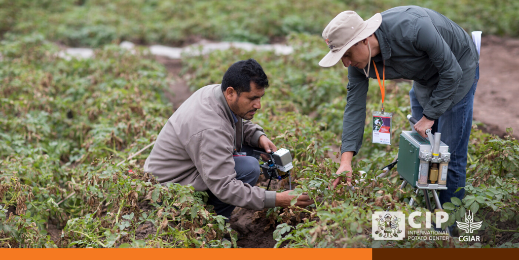 CIP
INTERNATIONAL
POTATO CENTER
CGIAR